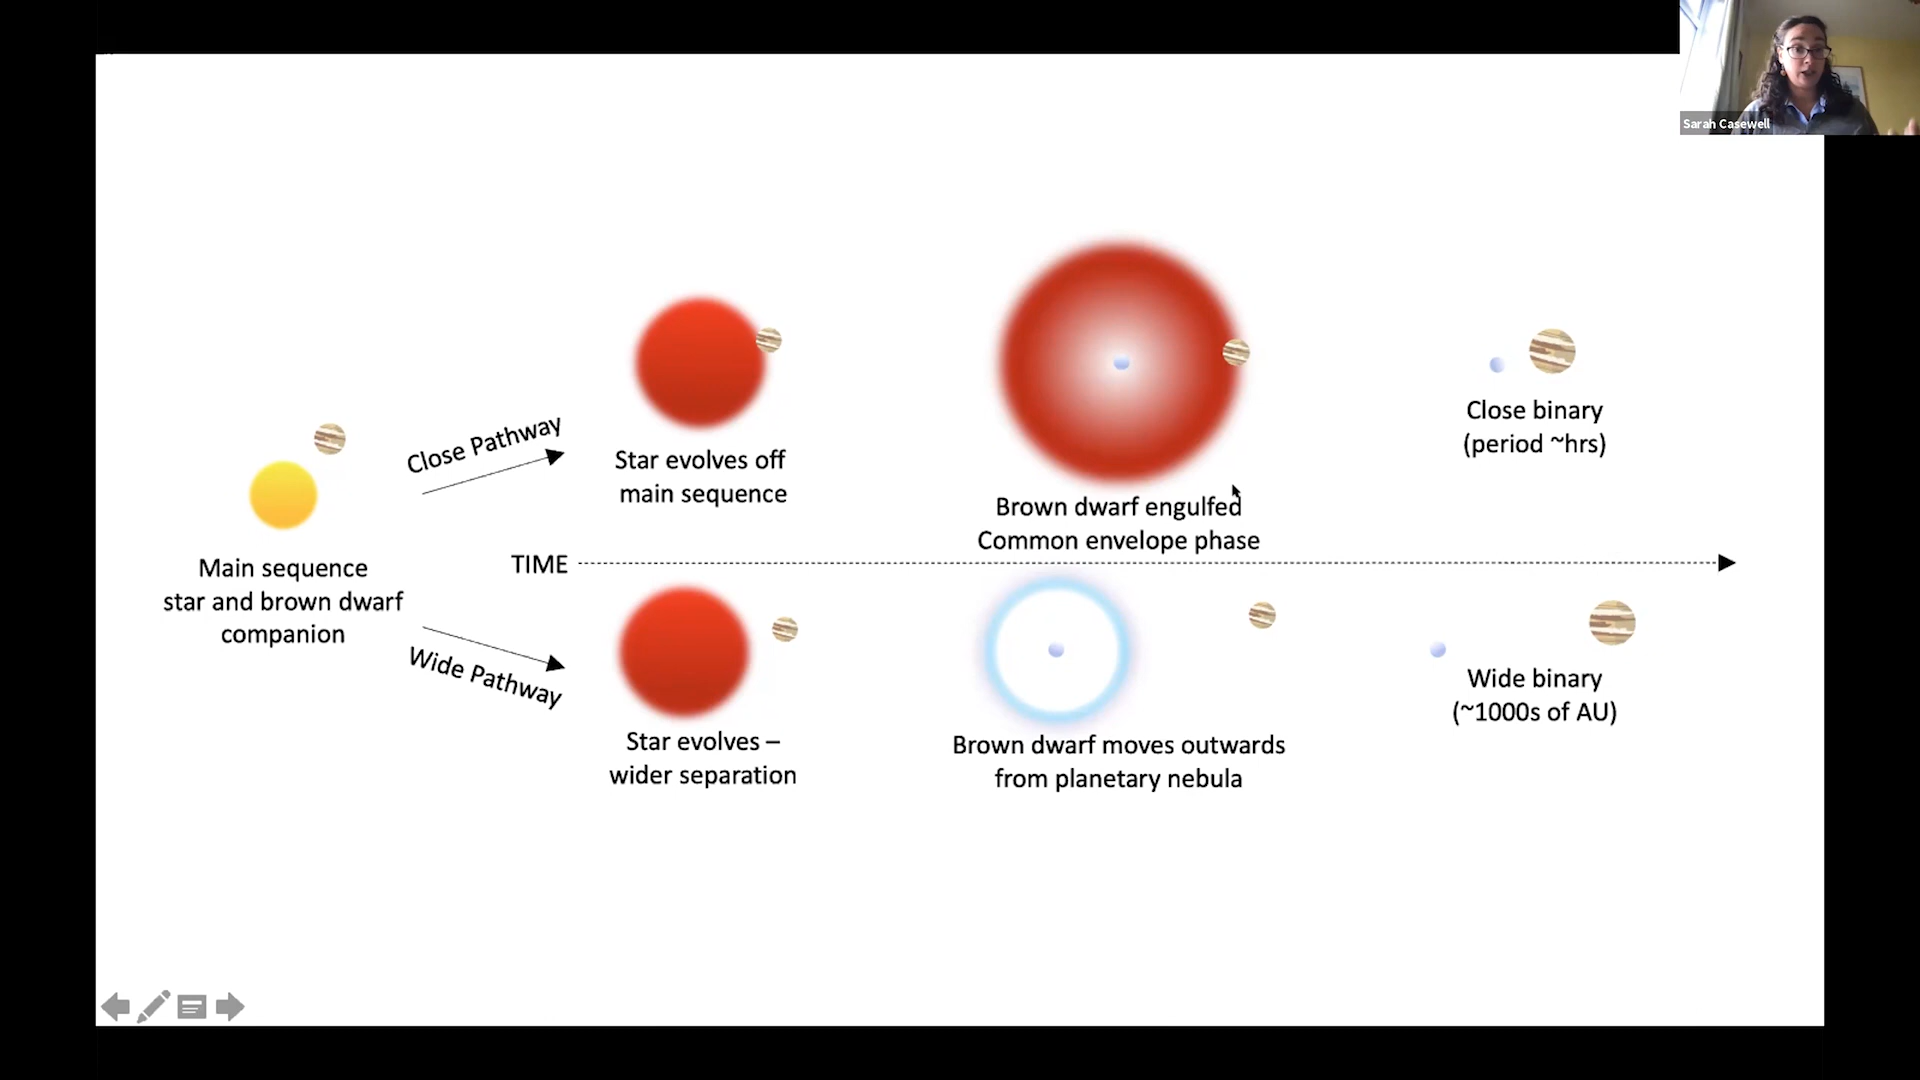 Sarah Casewell
Close Pathway
Star evolves off
main sequence
Brown dwarf engulfed
Common envelope phase
Close binary
(period ~hrs)
Main sequence
star and brown dwarf
companion
TIME
Wide Pathway
Star evolves –
wider separation
Brown dwarf moves outwards
from planetary nebula
Wide binary
(~1000s of AU)